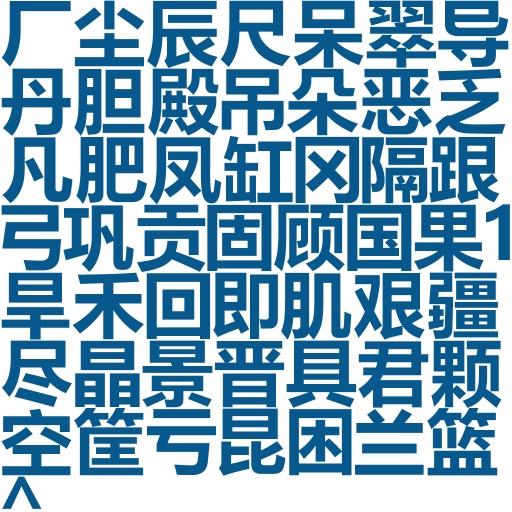 厂尘辰尺呆翠导
丹胆殿吊朵恶乏
凡肥凤缸冈隔跟
弓巩贡固顾国果1
旱禾回即肌艰疆
尽晶景晋具君颗
空筐亏昆困兰篮
^